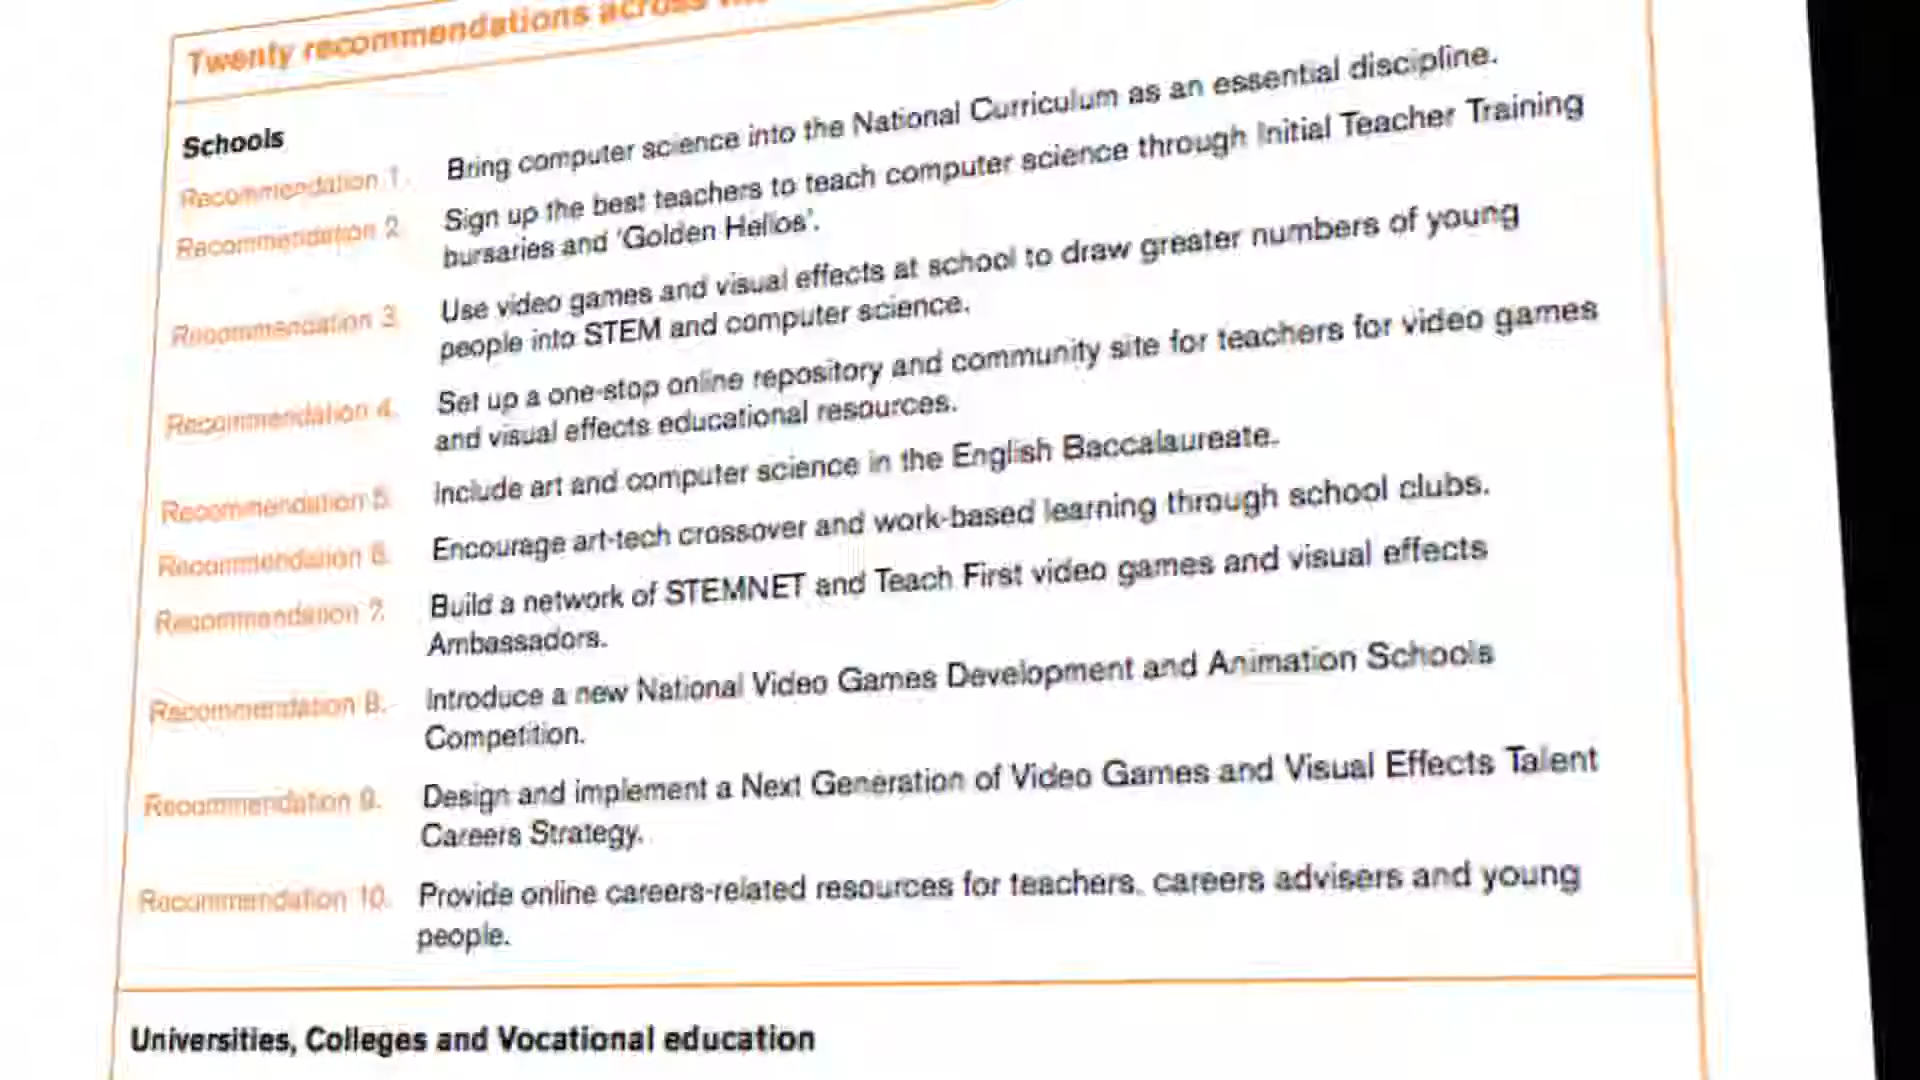 Twenty recommendations across
Schools
Recommendation 1. Bring computer science into the National Curriculum as an essential discipline.
Recommendation 2. Sign up the best teachers to teach computer science through Initial Teacher Training
bursaries and ‘Golden Hellos’.
Recommendation 3. Use video games and visual effects at school to draw greater numbers of young
people into STEM and computer science.
Recommendation 4. Set up a one-stop online repository and community site for teachers for video games
and visual effects educational resources.
Recommendation 5. Include art and computer science in the English Baccalaureate.
Recommendation 6. Encourage art-tech crossover and work-based learning through school clubs.
Recommendation 7. Build a network of STEMNET and Teach First video games and visual effects
Ambassadors.
Recommendation 8. Introduce a new National Video Games Development and Animation Schools
Competition.
Recommendation 9. Design and implement a Next Generation of Video Games and Visual Effects Talent
Careers Strategy.
Recommendation 10. Provide online careers-related resources for teachers, careers advisers and young
people.
Universities, Colleges and Vocational education